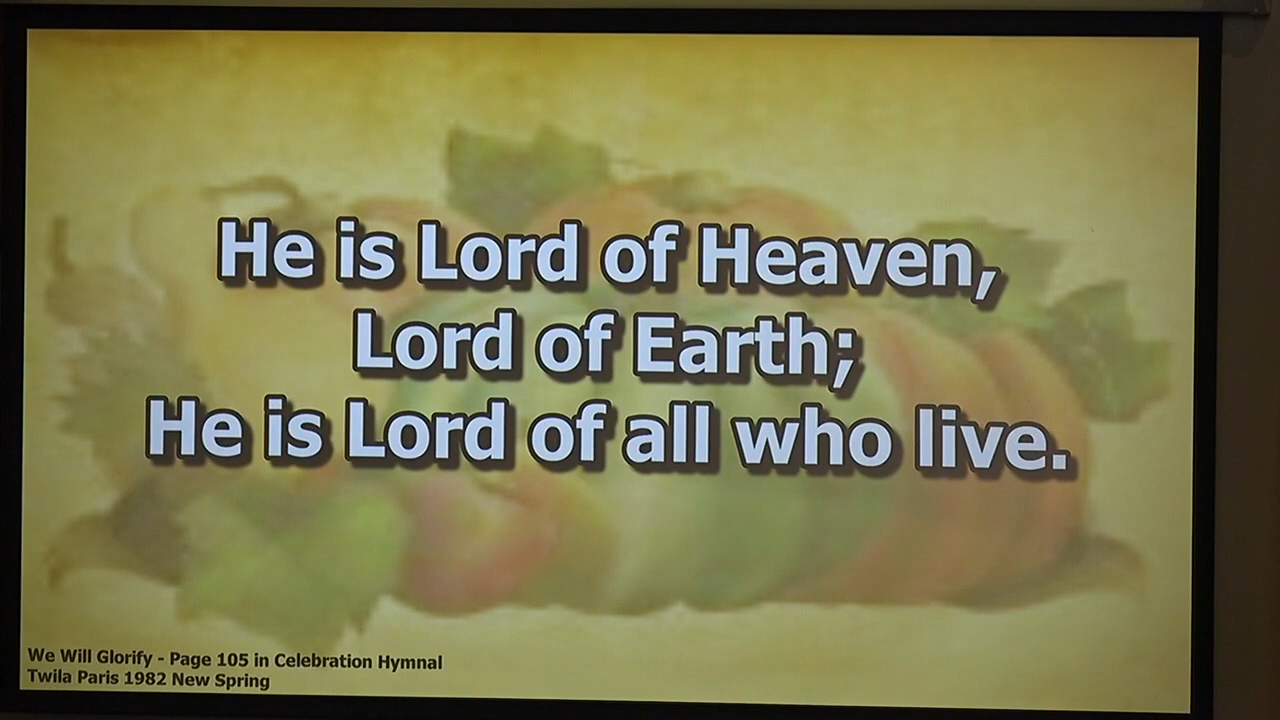 He is Lord of Heaven,
Lord of Earth;
He is Lord of all who live.
We Will Glorify - Page 105 in Celebration Hymnal
Twila Paris 1982 New Spring